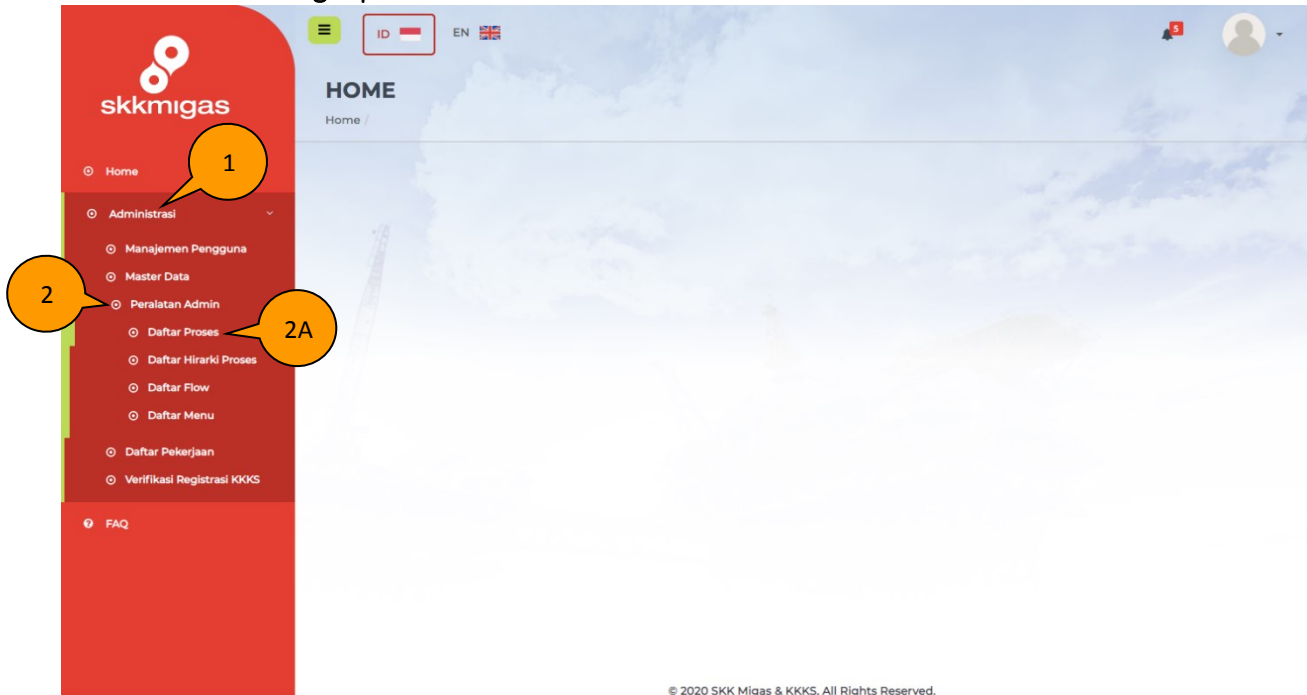 skkmigas
ID EN
5
HOME
Home /
1
Home
Administrasi
Manajemen Pengguna
Master Data
2
Peralatan Admin
Daftar Proses
2A
Daftar Hirarki Proses
Daftar Flow
Daftar Menu
Daftar Pekerjaan
Verifikasi Registrasi KKKS
FAQ
© 2020 SKK Migas & KKKS. All Rights Reserved.